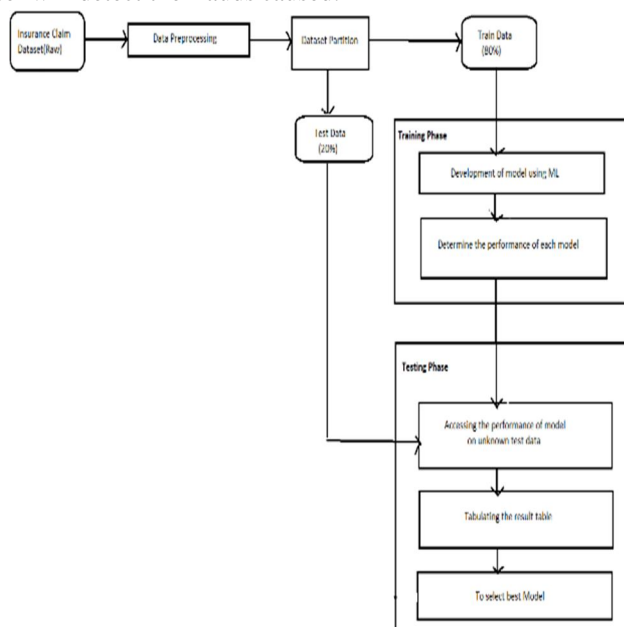 Insurance Claim
Dataset(Raw)
Data Preprocessing
Dataset Partition
Train Data
(80%)
Test Data
(20%)
Training Phase
Development of model using ML
Determine the performance of each model
Testing Phase
Accessing the performance of model
on unknown test data
Tabulating the result table
To select best Model